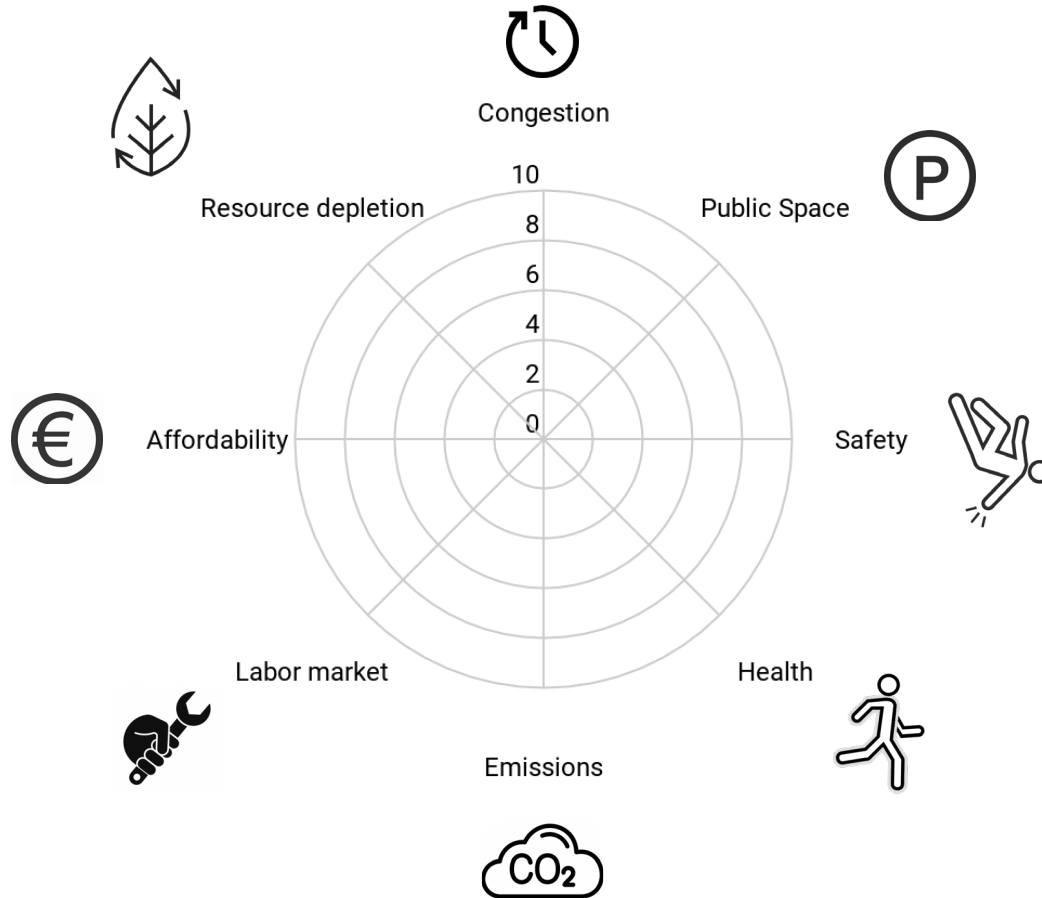 Congestion
10
Resource depletion
Public Space
P
8
6
4
2
0
€
Affordability
Safety
Labor market
Health
Emissions
CO2